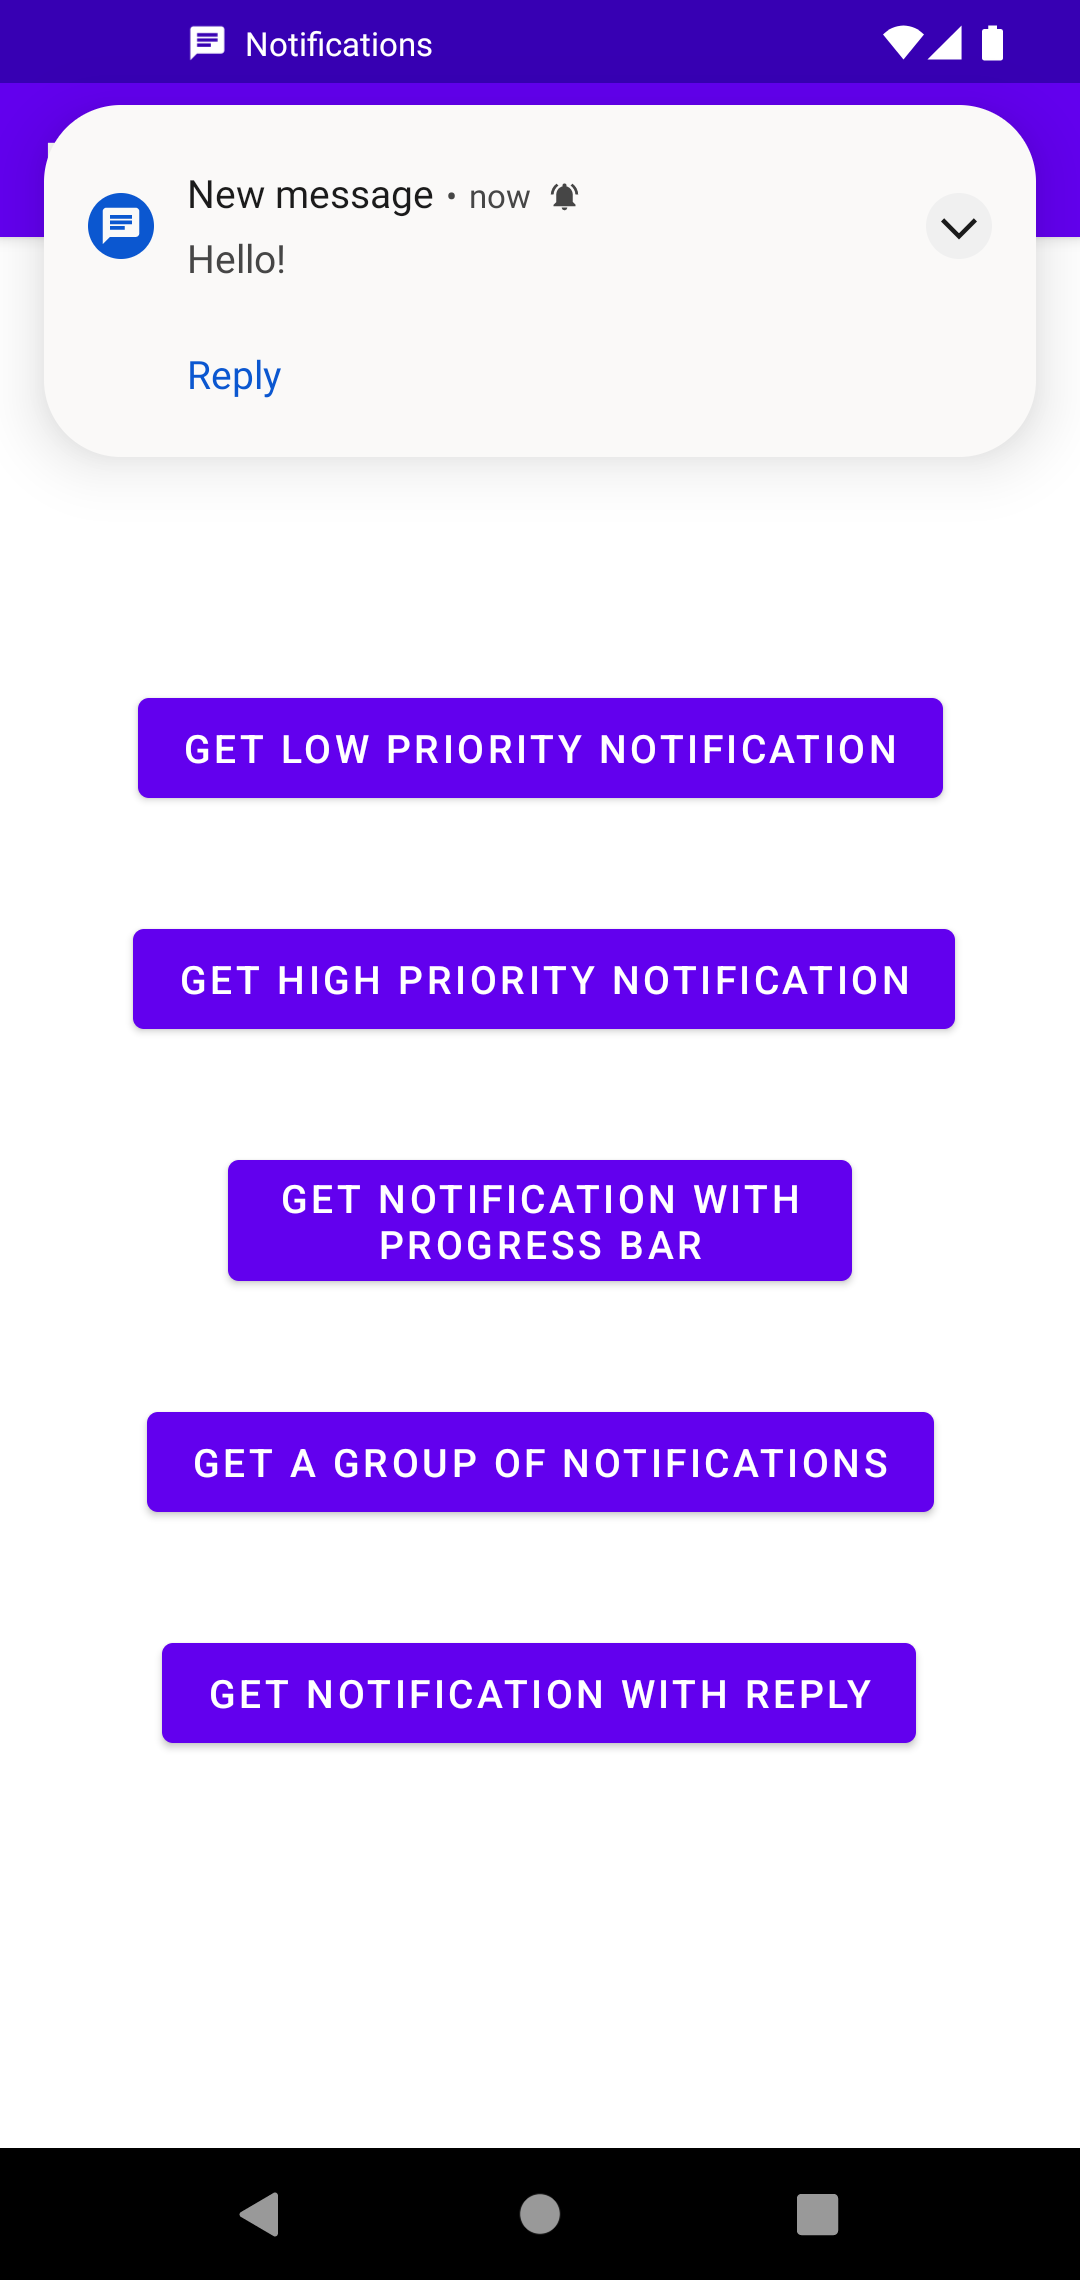 Notifications
New message • now
Hello!
Reply
GET LOW PRIORITY NOTIFICATION
GET HIGH PRIORITY NOTIFICATION
GET NOTIFICATION WITH
PROGRESS BAR
GET A GROUP OF NOTIFICATIONS
GET NOTIFICATION WITH REPLY